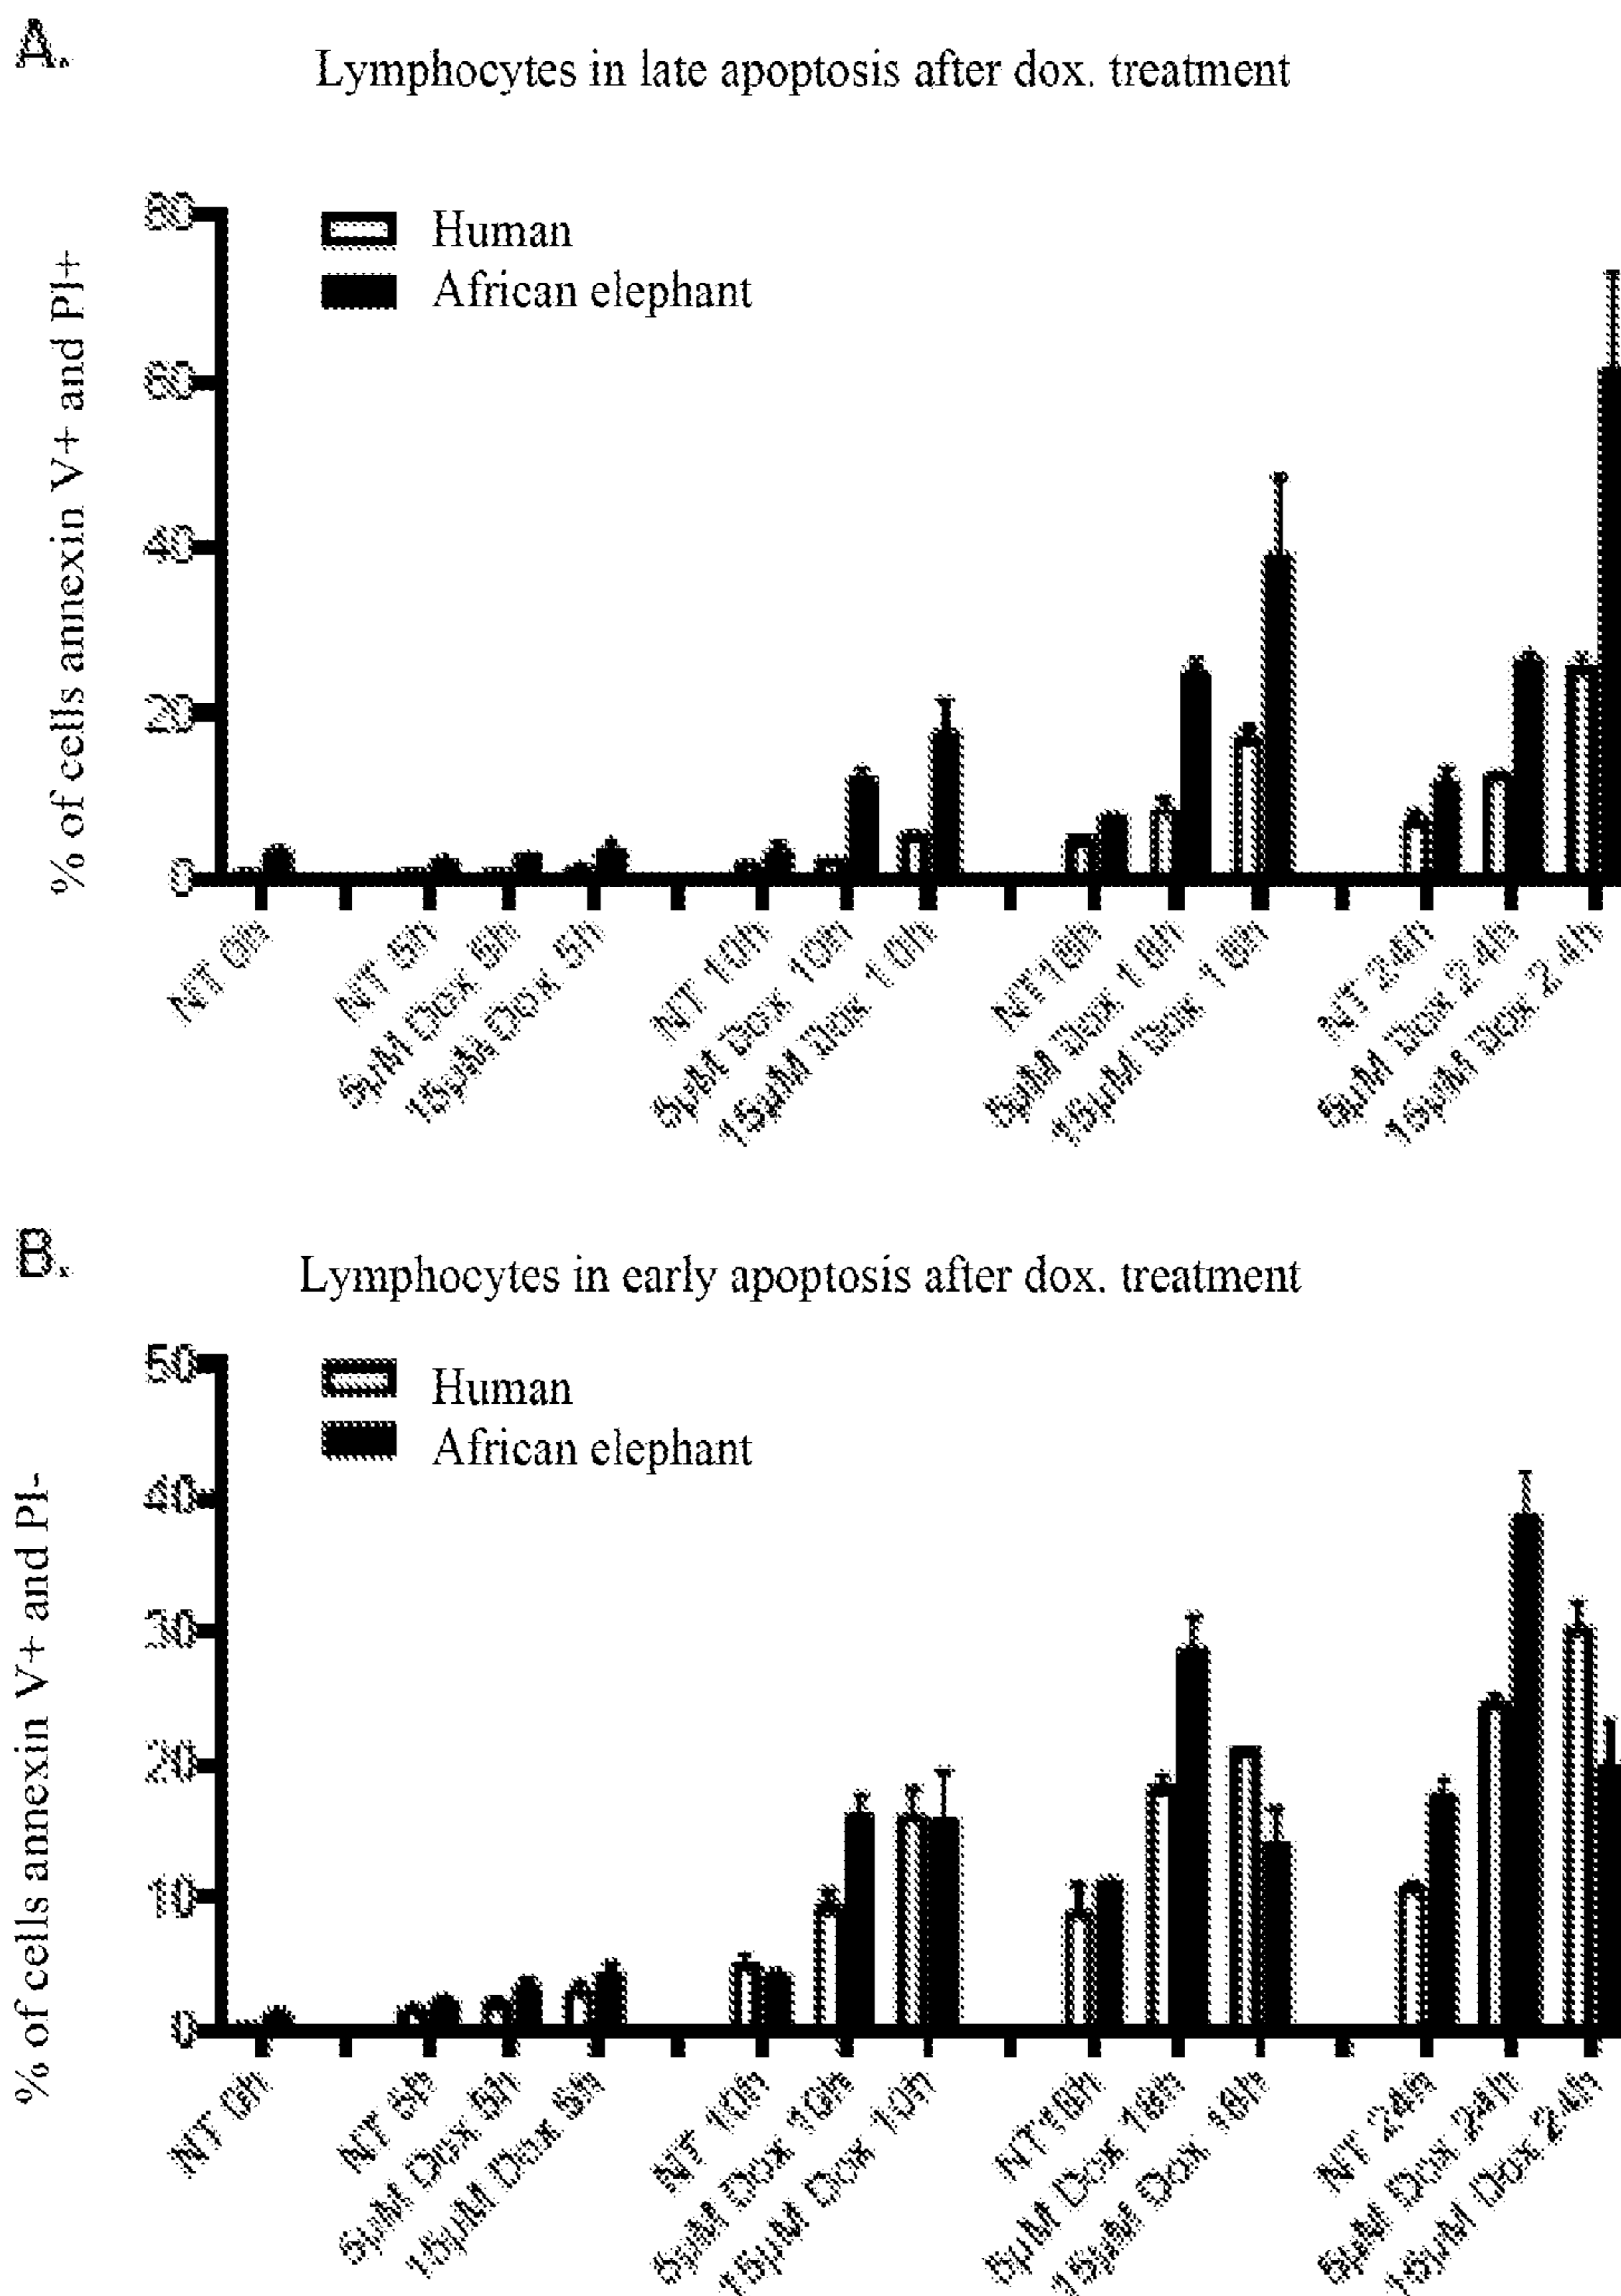 A.
Lymphocytes in late apoptosis after dox. treatment
% of cells annexin V+ and PI+
80
60
40
20
0
Human
African elephant
NT 0h
NT 5h
5μM Dox 5h
15μM Dox 5h
NT 10h
5μM Dox 10h
15μM Dox 10h
NT18h
5μM Dox 18h
15μM Dox 18h
NT 24h
5μM Dox 24h
15μM Dox 24h
B.
Lymphocytes in early apoptosis after dox. treatment
% of cells annexin V+ and PI-
50
40
30
20
10
0
Human
African elephant
NT 0h
NT 5h
5μM Dox 5h
15μM Dox 5h
NT 10h
5μM Dox 10h
15μM Dox 10h
NT18h
5μM Dox 18h
15μM Dox 18h
NT 24h
5μM Dox 24h
15μM Dox 24h